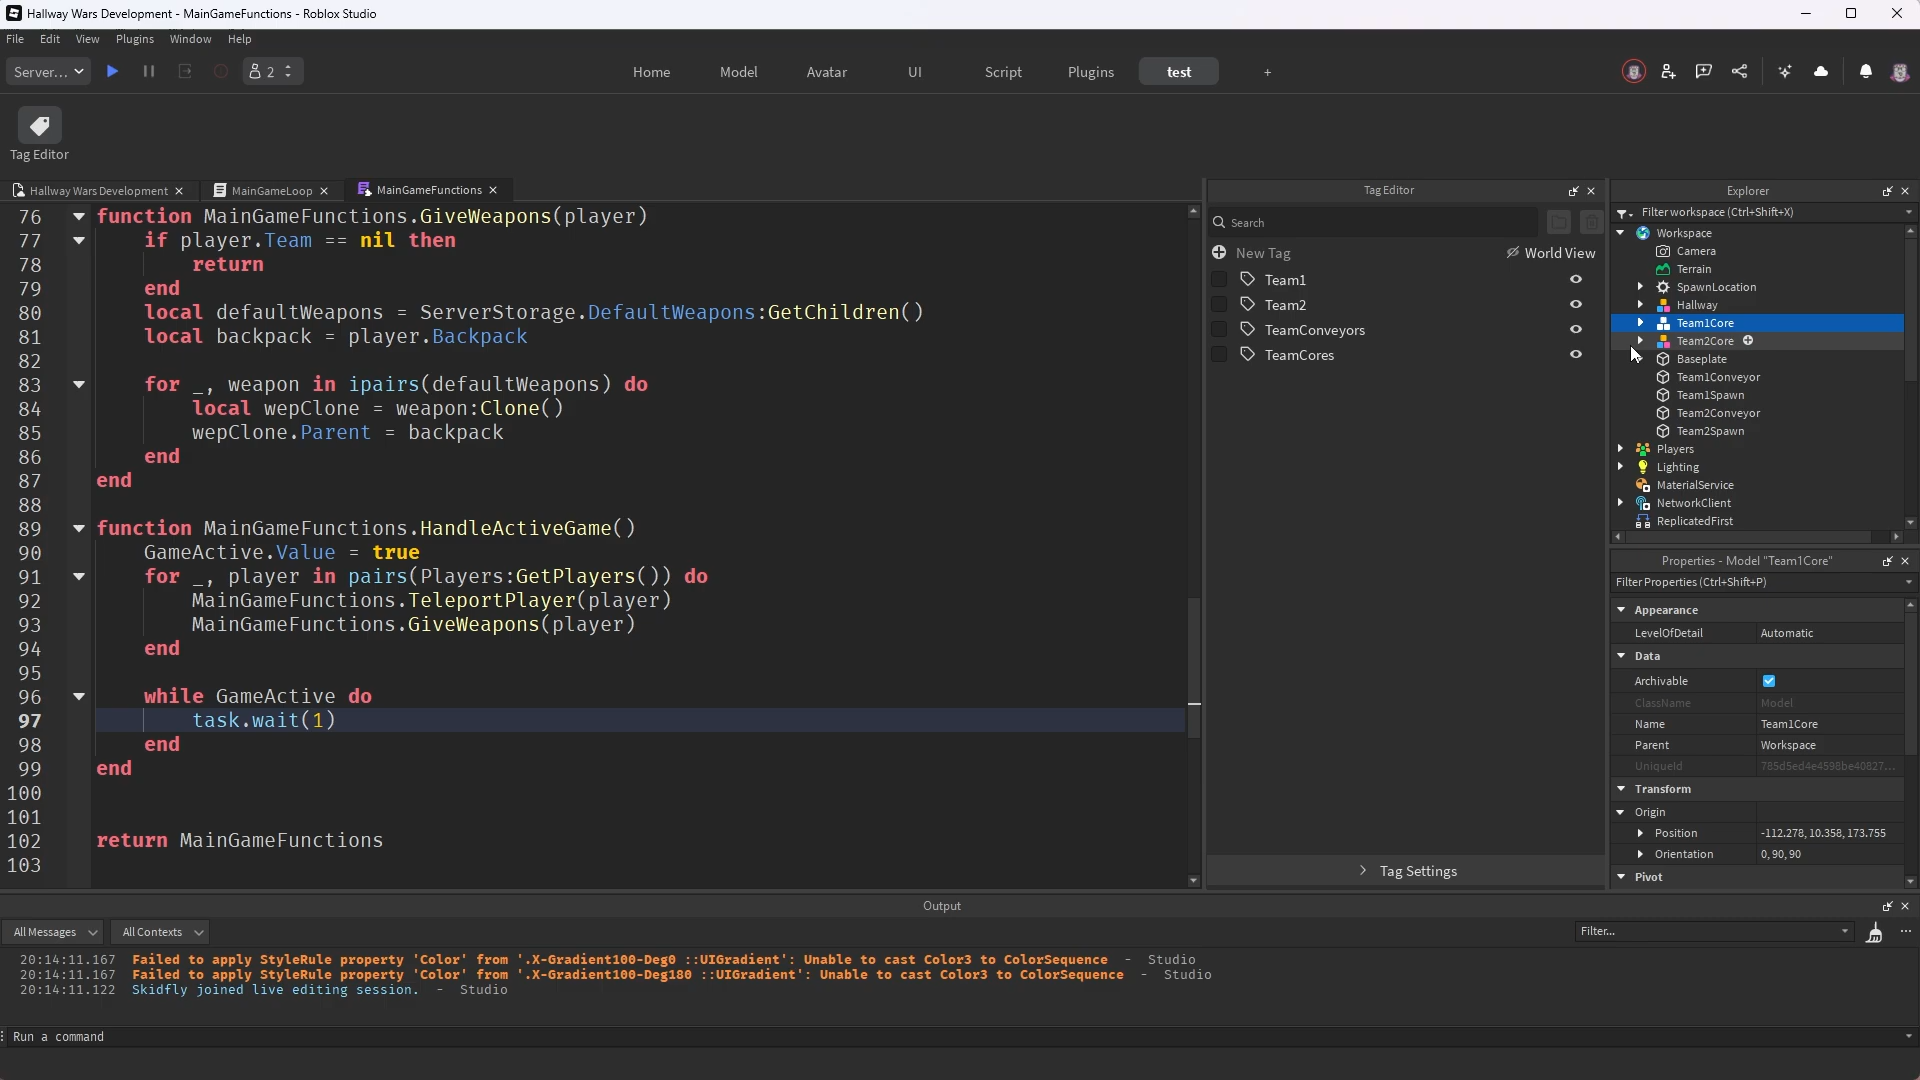 Hallway Wars Development - MainGameFunctions - Roblox Studio
File Edit View Plugins Window Help
Server... 2 Home Model Avatar UI Script Plugins test +
Tag Editor
Hallway Wars Development MainGameLoop MainGameFunctions
76 function MainGameFunctions.GiveWeapons(player)
77 if player.Team == nil then
78 return
79 end
80 local defaultWeapons = ServerStorage.DefaultWeapons:GetChildren()
81 local backpack = player.Backpack
82
83 for _, weapon in ipairs(defaultWeapons) do
84 local wepClone = weapon:Clone()
85 wepClone.Parent = backpack
86 end
87 end
88
89 function MainGameFunctions.HandleActiveGame()
90 GameActive.Value = true
91 for _, player in pairs(Players:GetPlayers()) do
92 MainGameFunctions.TeleportPlayer(player)
93 MainGameFunctions.GiveWeapons(player)
94 end
95
96 while GameActive do
97 task.wait(1)
98 end
99 end
100
101
102 return MainGameFunctions
103
Tag Editor
Search
New Tag World View
Team1
Team2
TeamConveyors
TeamCores
Tag Settings
Explorer
Filter workspace (Ctrl+Shift+X)
Workspace
Camera
Terrain
SpawnLocation
Hallway
Team1Core
Team2Core
Baseplate
Team1Conveyor
Team1Spawn
Team2Conveyor
Team2Spawn
Players
Lighting
MaterialService
NetworkClient
ReplicatedFirst
Properties - Model "Team1Core"
Filter Properties (Ctrl+Shift+P)
Appearance
LevelOfDetail Automatic
Data
Archivable
ClassName Model
Name Team1Core
Parent Workspace
UniqueId 785d5ed4e4598be40827...
Transform
Origin
Position -112.278, 10.358, 173.755
Orientation 0, 90, 90
Pivot
Output
All Messages All Contexts Filter...
20:14:11.167 Failed to apply StyleRule property 'Color' from '.X-Gradient100-Deg0 ::UIGradient': Unable to cast Color3 to ColorSequence - Studio
20:14:11.167 Failed to apply StyleRule property 'Color' from '.X-Gradient100-Deg180 ::UIGradient': Unable to cast Color3 to ColorSequence - Studio
20:14:11.122 Skidfly joined live editing session. - Studio
Run a command